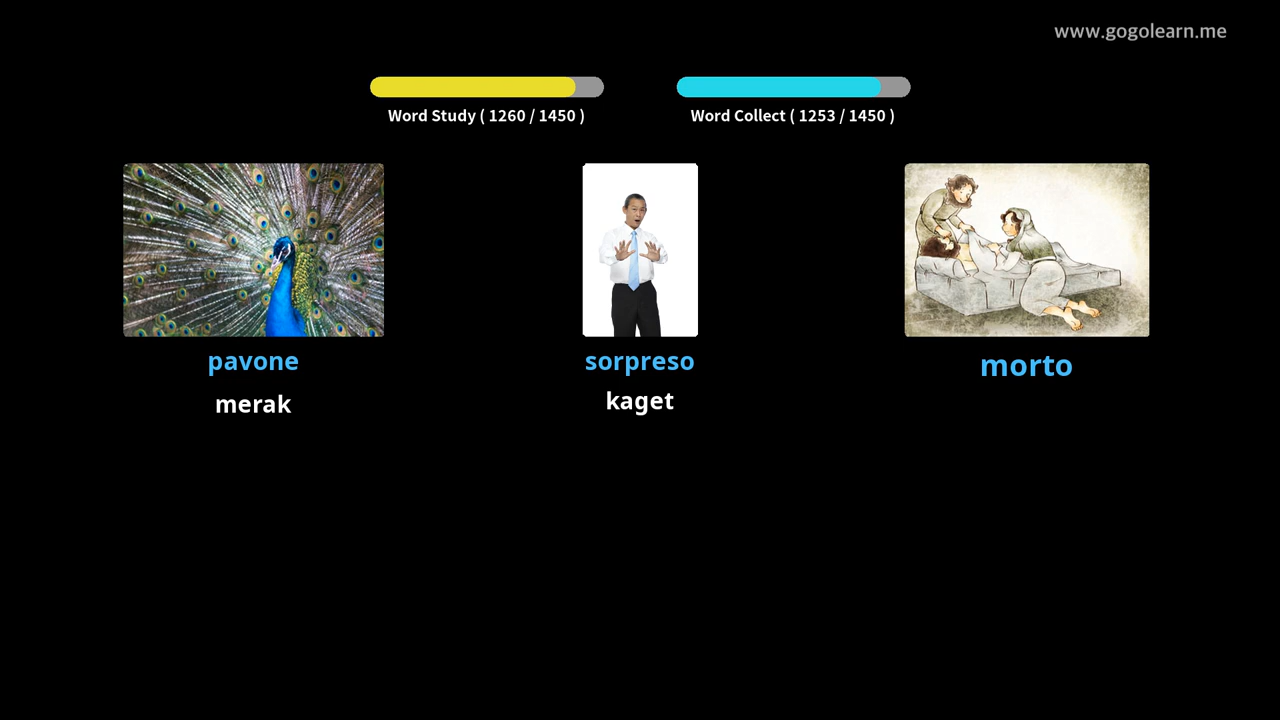 www.gogolearn.me
Word Study ( 1260 / 1450 )
Word Collect ( 1253 / 1450 )
pavone
merak
sorpreso
kaget
morto